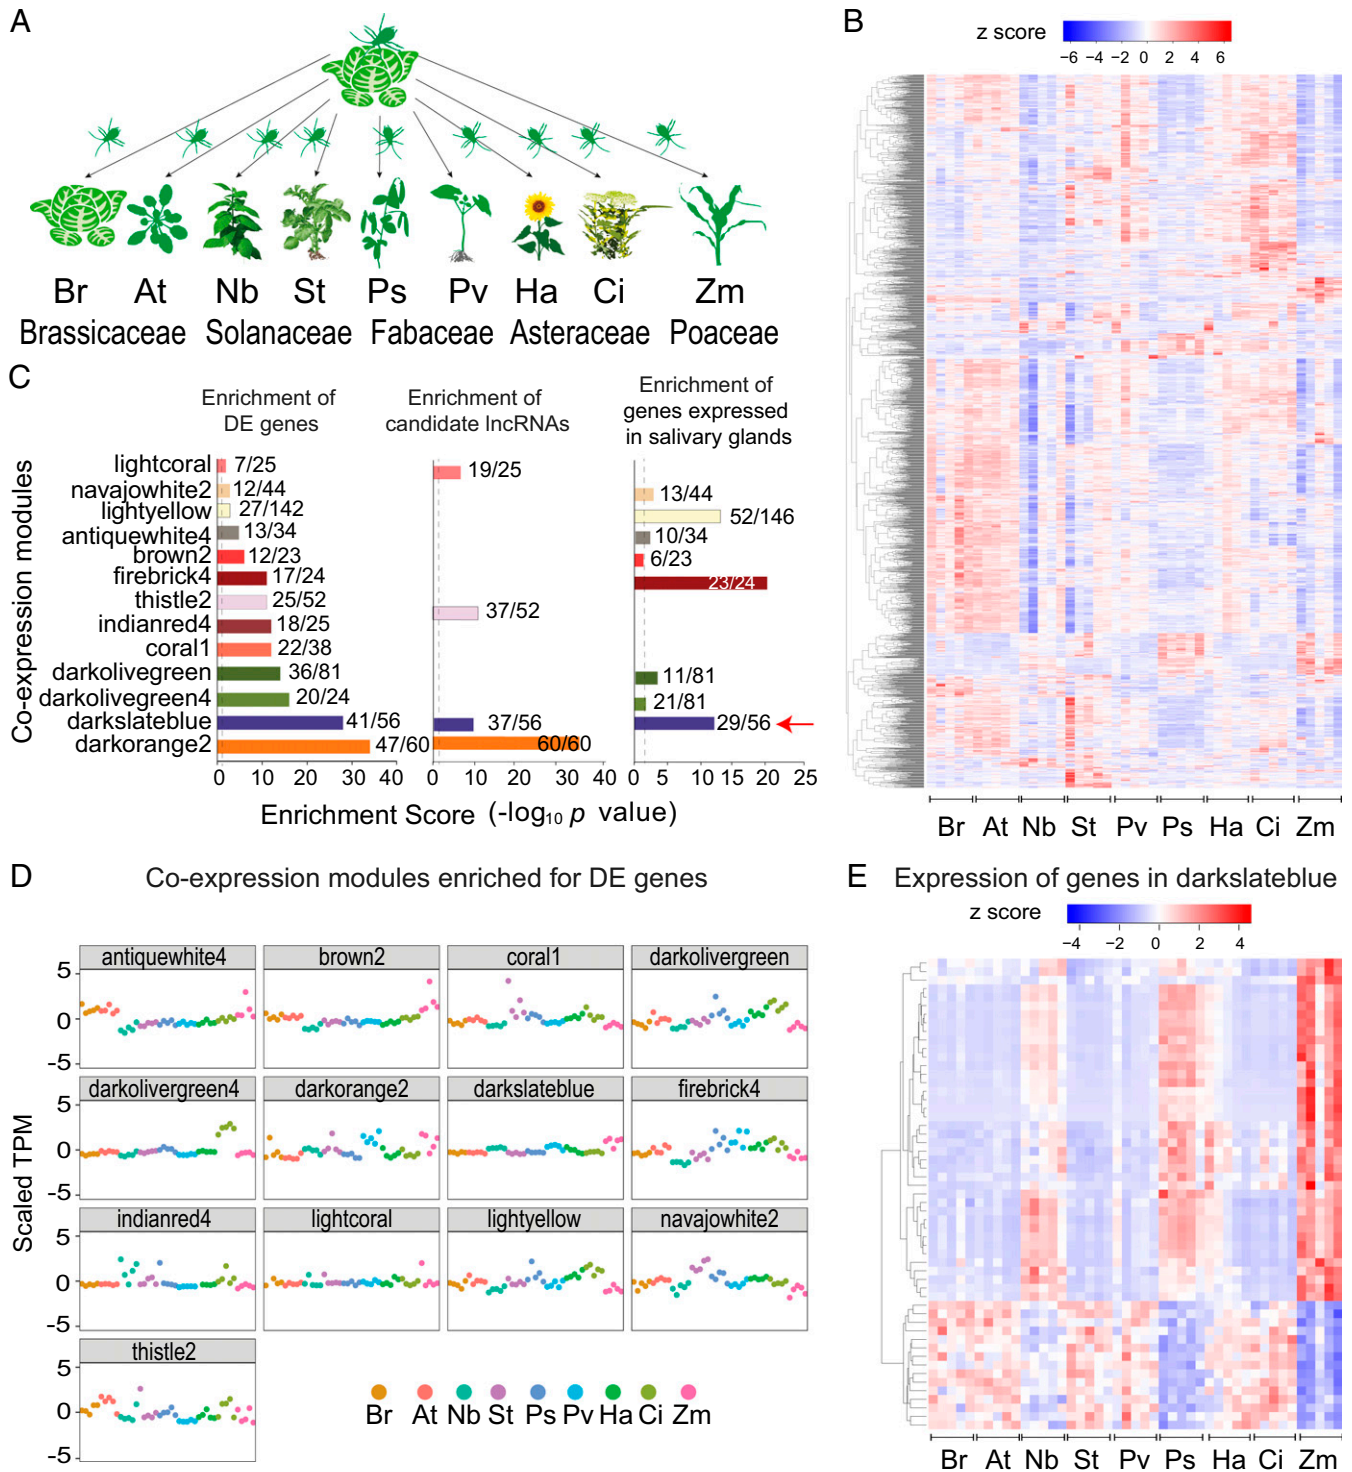 A
Br At Nb St Ps Pv Ha Ci Zm
Brassicaceae Solanaceae Fabaceae Asteraceae Poaceae
B
z score
−6 −4 −2 0 2 4 6
Br At Nb St Pv Ps Ha Ci Zm
C
Enrichment of
DE genes
Enrichment of
candidate lncRNAs
Enrichment of
genes expressed
in salivary glands
Co-expression modules
lightcoral 7/25 19/25
navajowhite2 12/44 13/44
lightyellow 27/142 52/146
antiquewhite4 13/34 10/34
brown2 12/23 6/23
firebrick4 17/24 23/24
thistle2 25/52 37/52
indianred4 18/25
coral1 22/38
darkolivegreen 36/81 11/81
darkolivegreen4 20/24 21/81
darkslateblue 41/56 37/56 29/56
darkorange2 47/60 60/60
0 10 20 30 40 0 10 20 30 40 0 5 10 15 20 25
Enrichment Score (-log₁₀ p value)
D Co-expression modules enriched for DE genes
Scaled TPM
antiquewhite4 brown2 coral1 darkolivergreen
5
0
-5
darkolivergreen4 darkorange2 darkslateblue firebrick4
5
0
-5
indianred4 lightcoral lightyellow navajowhite2
5
0
-5
thistle2
5
0
-5
Br At Nb St Ps Pv Ha Ci Zm
E Expression of genes in darkslateblue
z score
−4 −2 0 2 4
Br At Nb St Pv Ps Ha Ci Zm